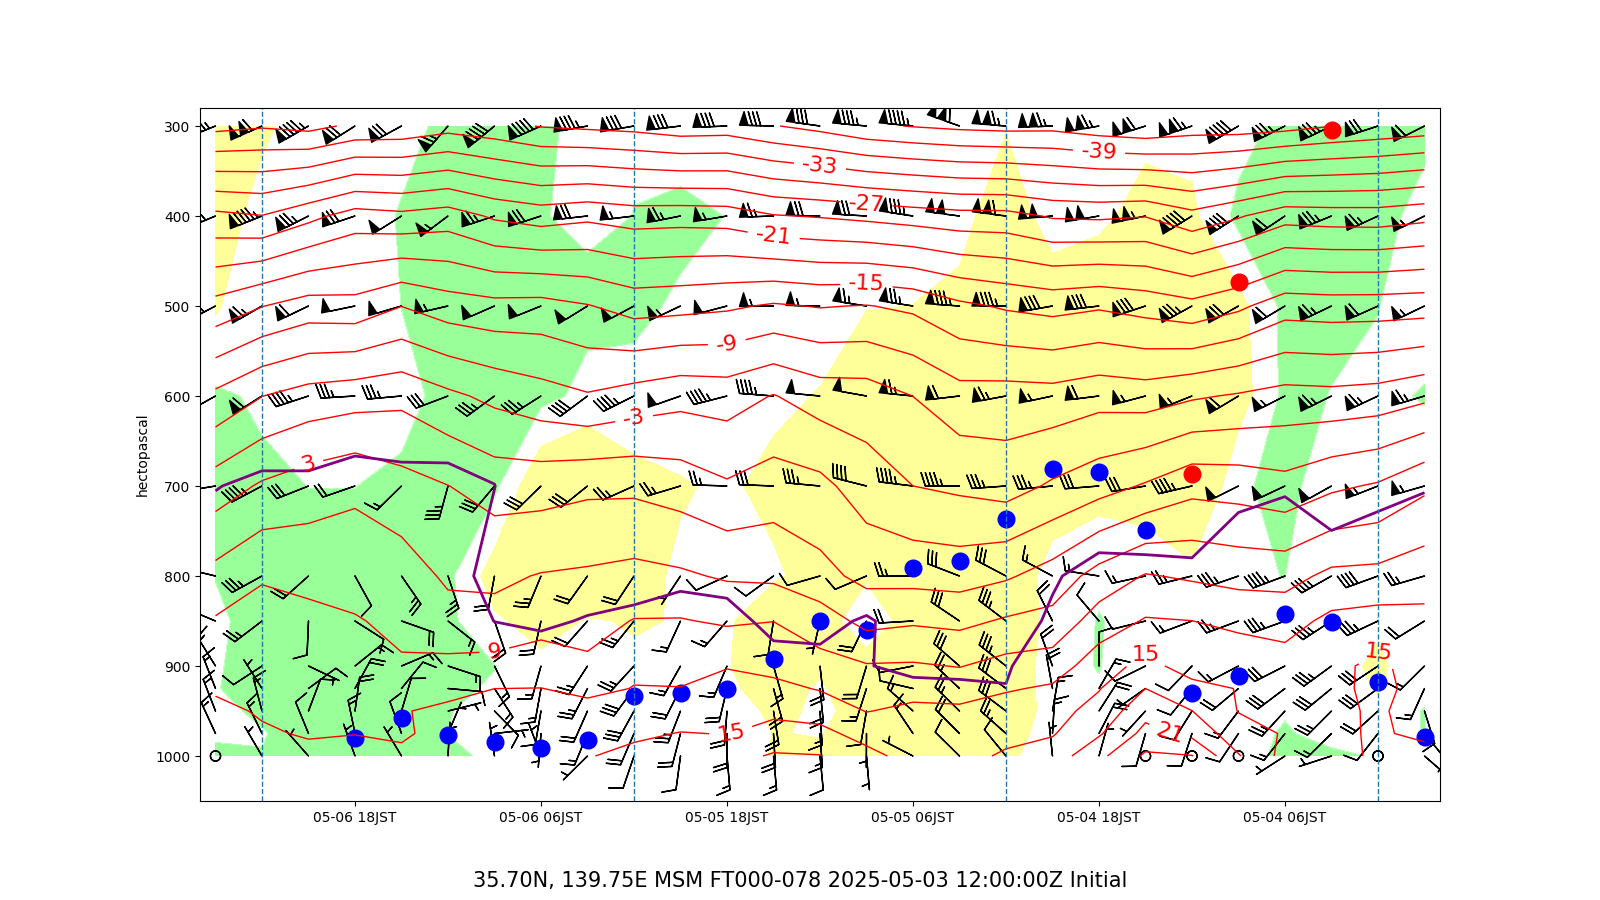 300
400
500
600
700
800
900
1000
hectopascal
-39
-33
-27
-21
-15
-9
-3
3
9
15
15
15
21
05-06 18JST
05-06 06JST
05-05 18JST
05-05 06JST
05-04 18JST
05-04 06JST
35.70N, 139.75E MSM FT000-078 2025-05-03 12:00:00Z Initial